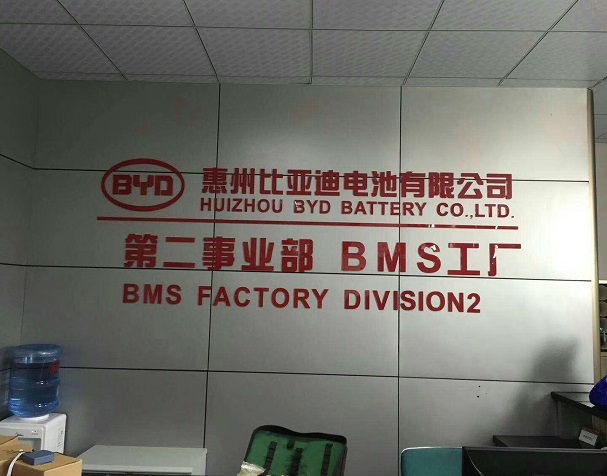 BYD 惠州比亚迪电池有限公司
HUIZHOU BYD BATTERY CO.,LTD.
第二事业部 BMS工厂
BMS FACTORY DIVISION2